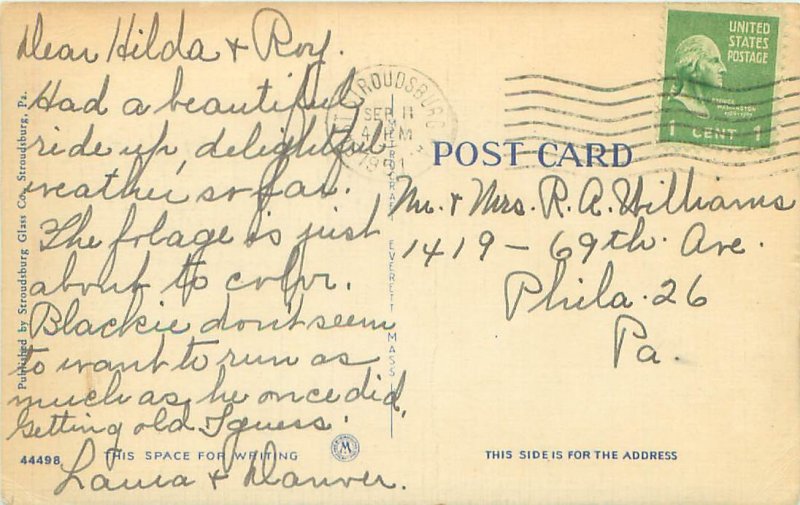 Dear Hilda & Roy.
Had a beautiful
ride up, delightful
weather so far.
The folage is just
about to color.
Blackie don't seem
to want to run as
much as he once did,
Getting old I guess.
Laura & Danver.
Published by Stroudsburg Glass Co., Stroudsburg, Pa.
44498
THIS SPACE FOR WRITING
M
METROCRAFT EVERETT MASS
STROUDSBURG
SEP 11
4 PM
UNITED
STATES
POSTAGE
WASHINGTON
1 CENT 1
POST CARD
Mr. & Mrs. R. A. Williams
1419 - 69th. Ave.
Phila. 26
Pa.
THIS SIDE IS FOR THE ADDRESS